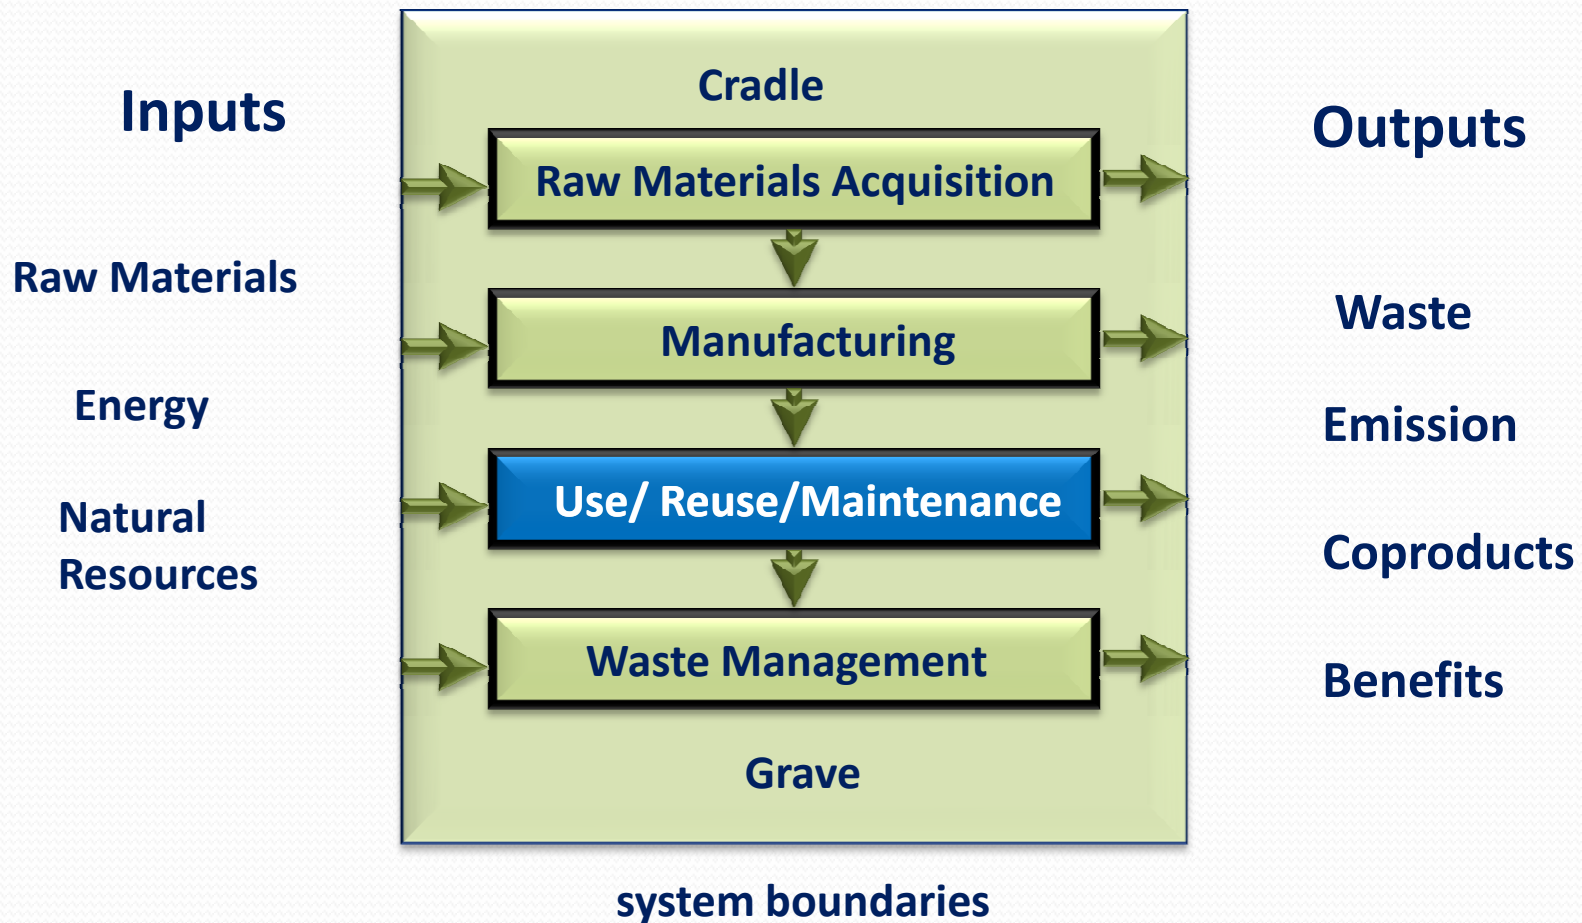 Cradle
Inputs
Outputs
Raw Materials Acquisition
Raw Materials
Waste
Manufacturing
Energy
Emission
Use/ Reuse/Maintenance
Natural
Resources
Coproducts
Waste Management
Benefits
Grave
system boundaries